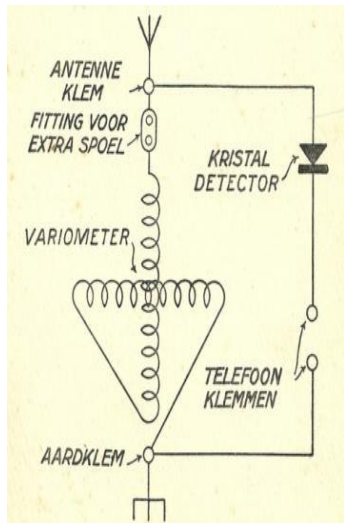 ANTENNE
KLEM
FITTING VOOR
EXTRA SPOEL
KRISTAL
DETECTOR
VARIOMETER
TELEFOON
KLEMMEN
AARDKLEM